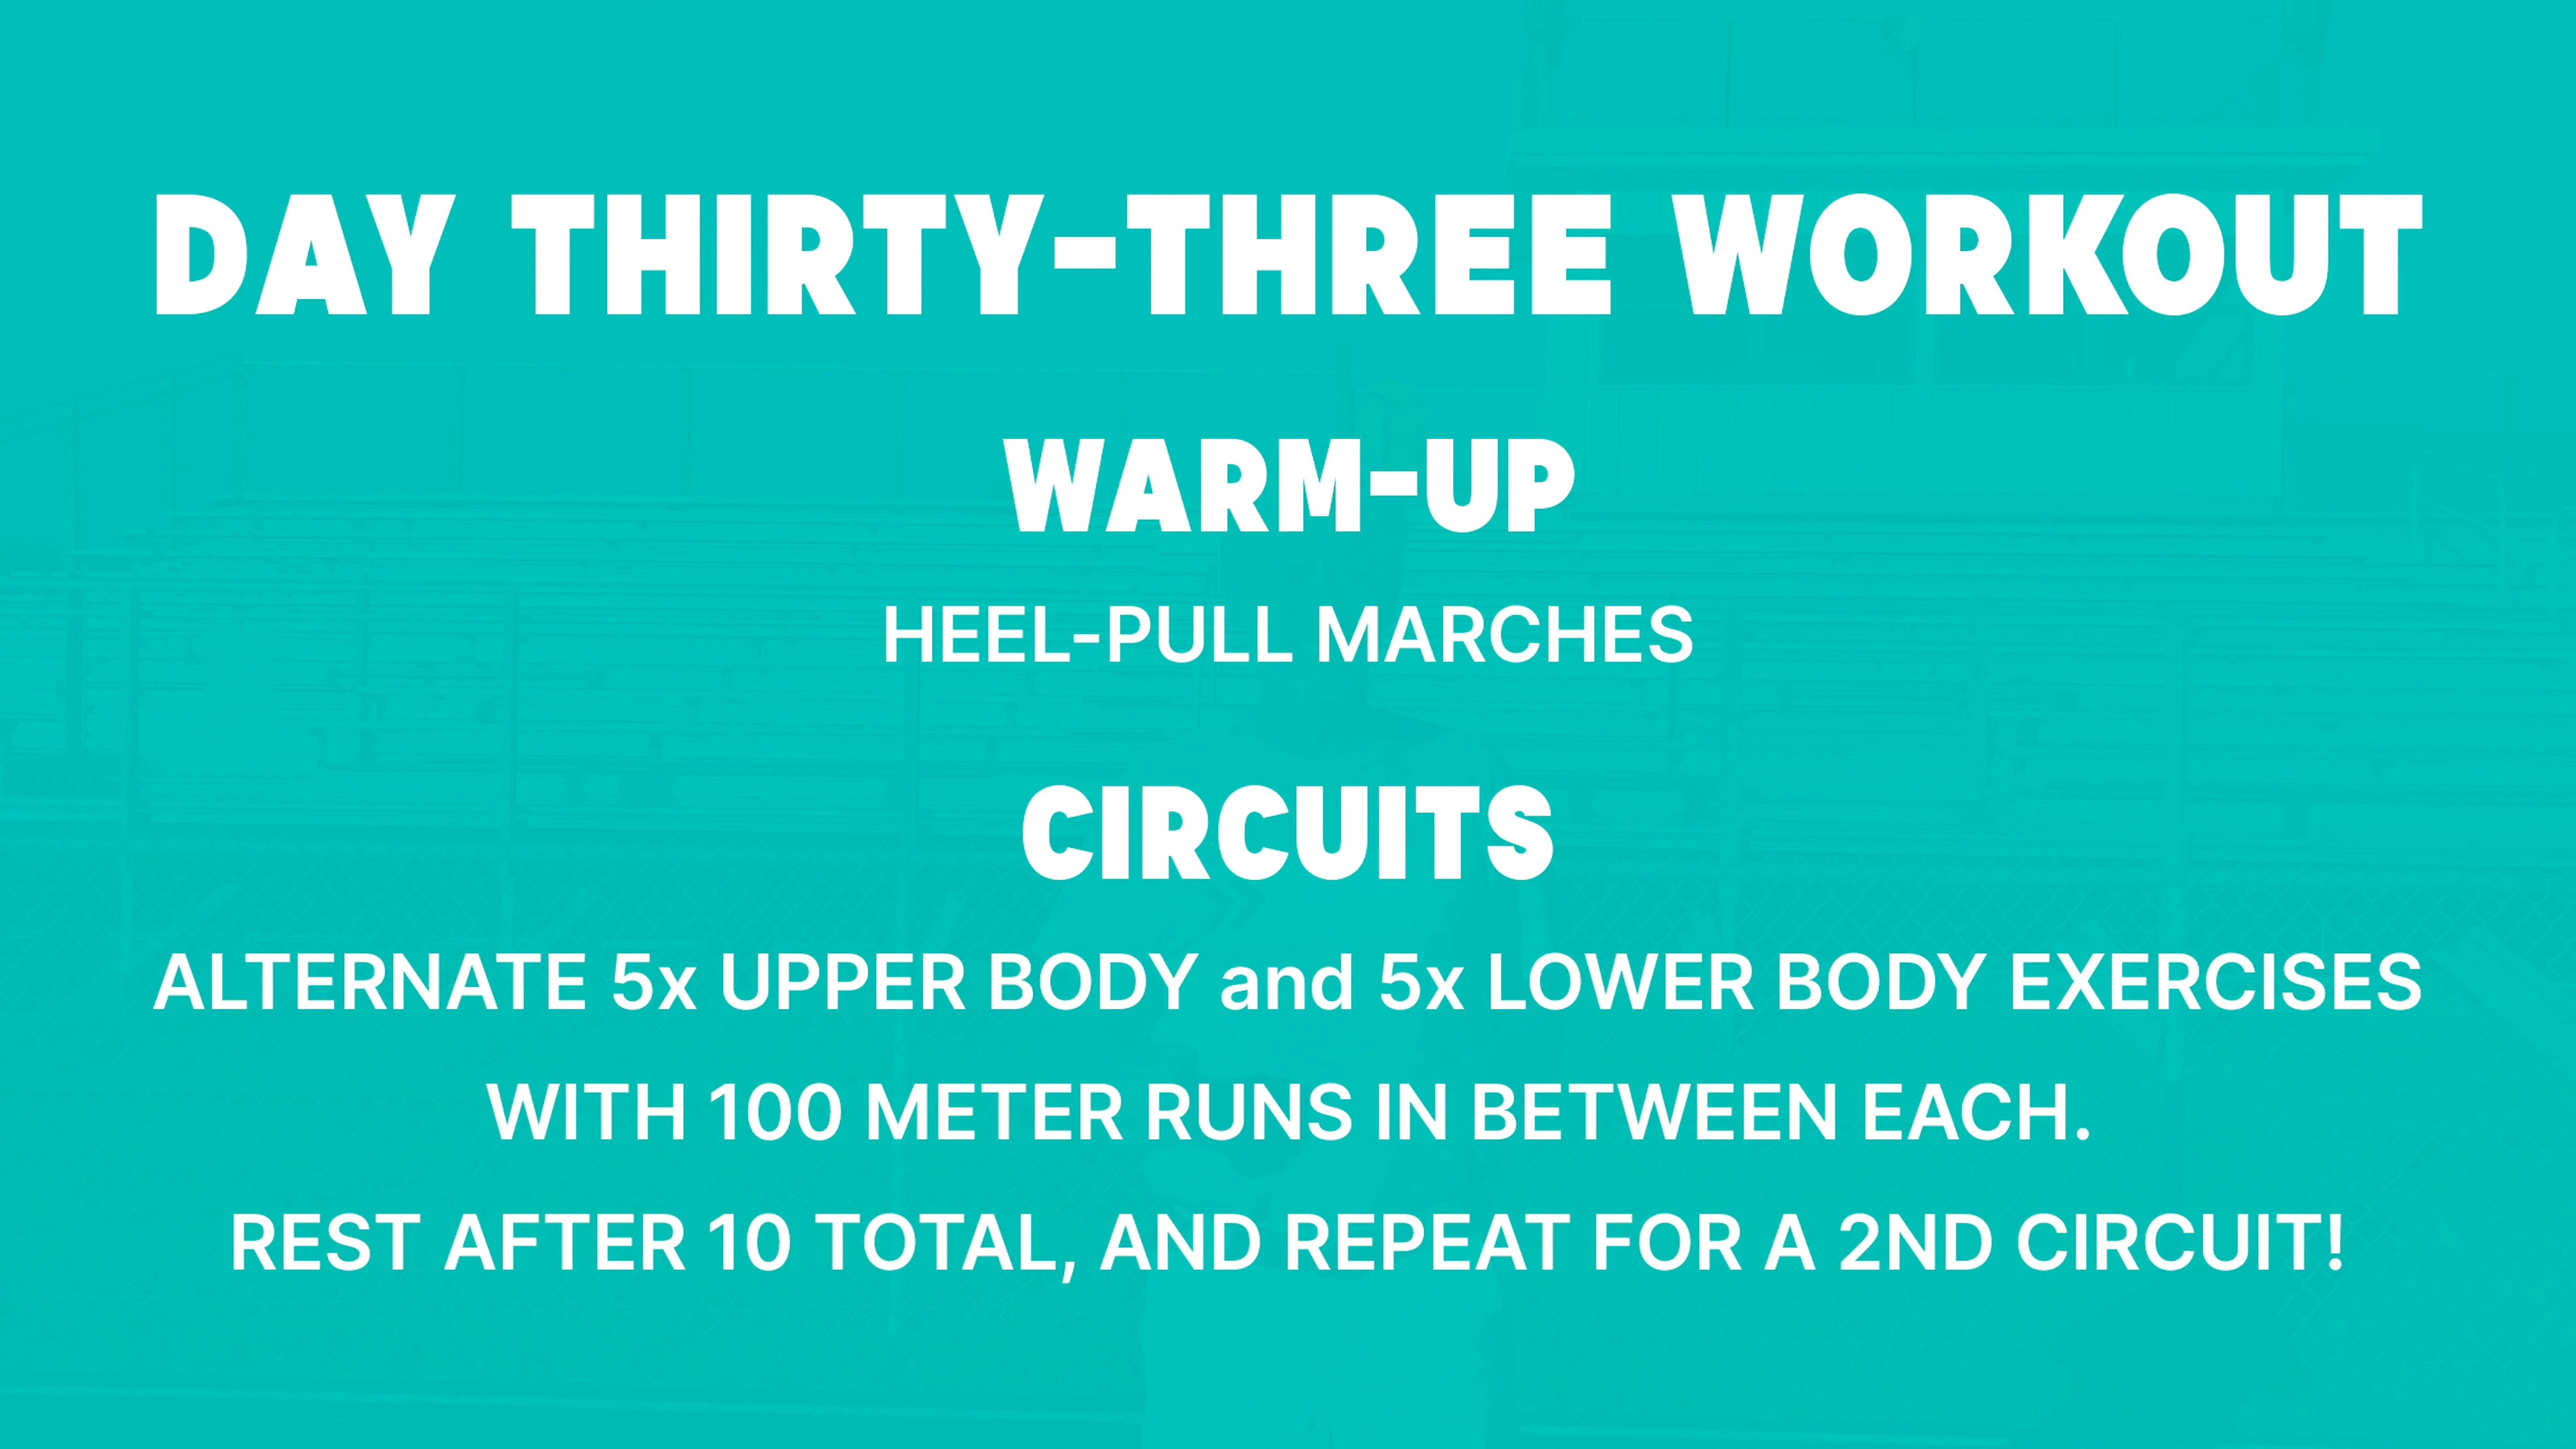 DAY THIRTY-THREE WORKOUT
WARM-UP
HEEL-PULL MARCHES
CIRCUITS
ALTERNATE 5x UPPER BODY and 5x LOWER BODY EXERCISES
WITH 100 METER RUNS IN BETWEEN EACH.
REST AFTER 10 TOTAL, AND REPEAT FOR A 2ND CIRCUIT!